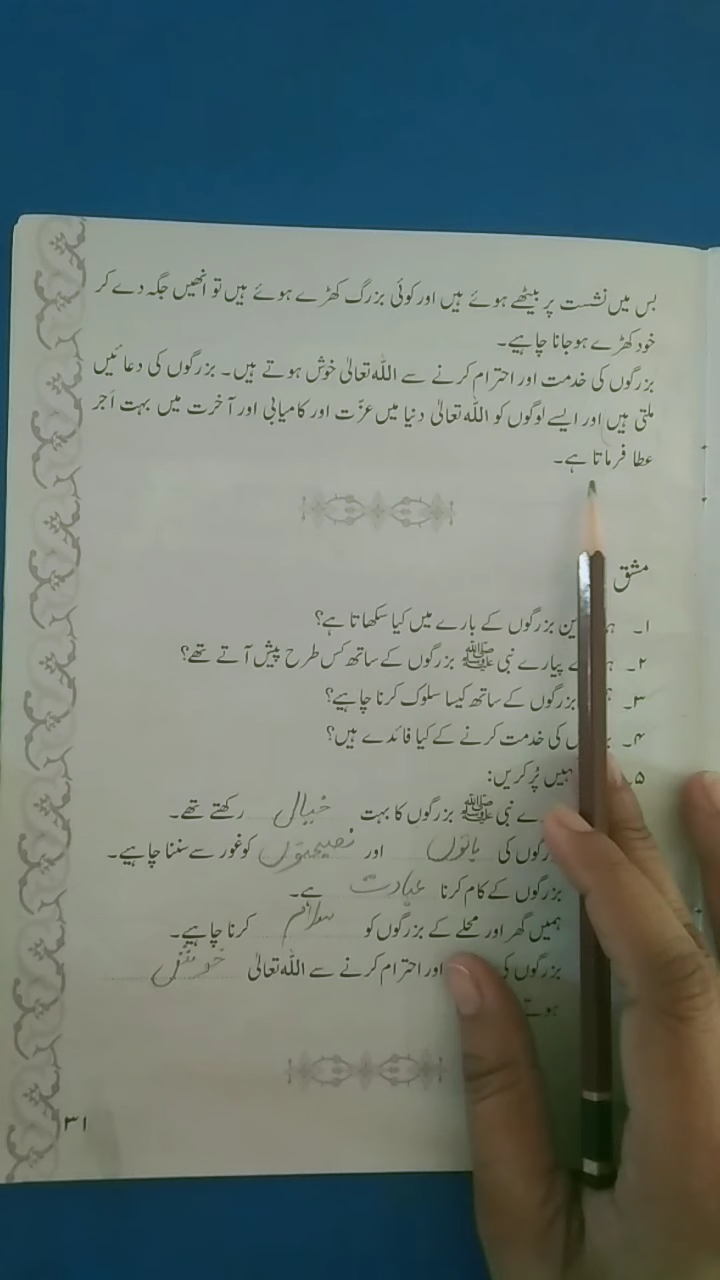 بس میں نشست پر بیٹھے ہوئے ہیں اور کوئی بزرگ کھڑے ہوئے ہیں تو انھیں جگہ دے کر
خود کھڑے ہوجانا چاہیے۔
بزرگوں کی خدمت اور احترام کرنے سے اللہ تعالیٰ خوش ہوتے ہیں۔ بزرگوں کی دعائیں
ملتی ہیں اور ایسے لوگوں کو اللہ تعالیٰ دنیا میں عزّت اور کامیابی اور آخرت میں بہت اَجر
عطا فرماتا ہے۔
مشق
۱۔ بزرگوں کے بارے میں کیا سکھاتا ہے؟
۲۔ پیارے نبی ﷺ بزرگوں کے ساتھ کس طرح پیش آتے تھے؟
۳۔ بزرگوں کے ساتھ کیسا سلوک کرنا چاہیے؟
۴۔ کی خدمت کرنے کے کیا فائدے ہیں؟
۵۔ پُر کریں:
نبی ﷺ بزرگوں کا بہت خیال رکھتے تھے۔
کی باتوں اور نصیحتوں کو غور سے سننا چاہیے۔
بزرگوں کے کام کرنا عبادت ہے۔
ہمیں گھر اور محلے کے بزرگوں کو سلام کرنا چاہیے۔
بزرگوں کی اور احترام کرنے سے اللہ تعالیٰ خوش
ہوتے
۳۱